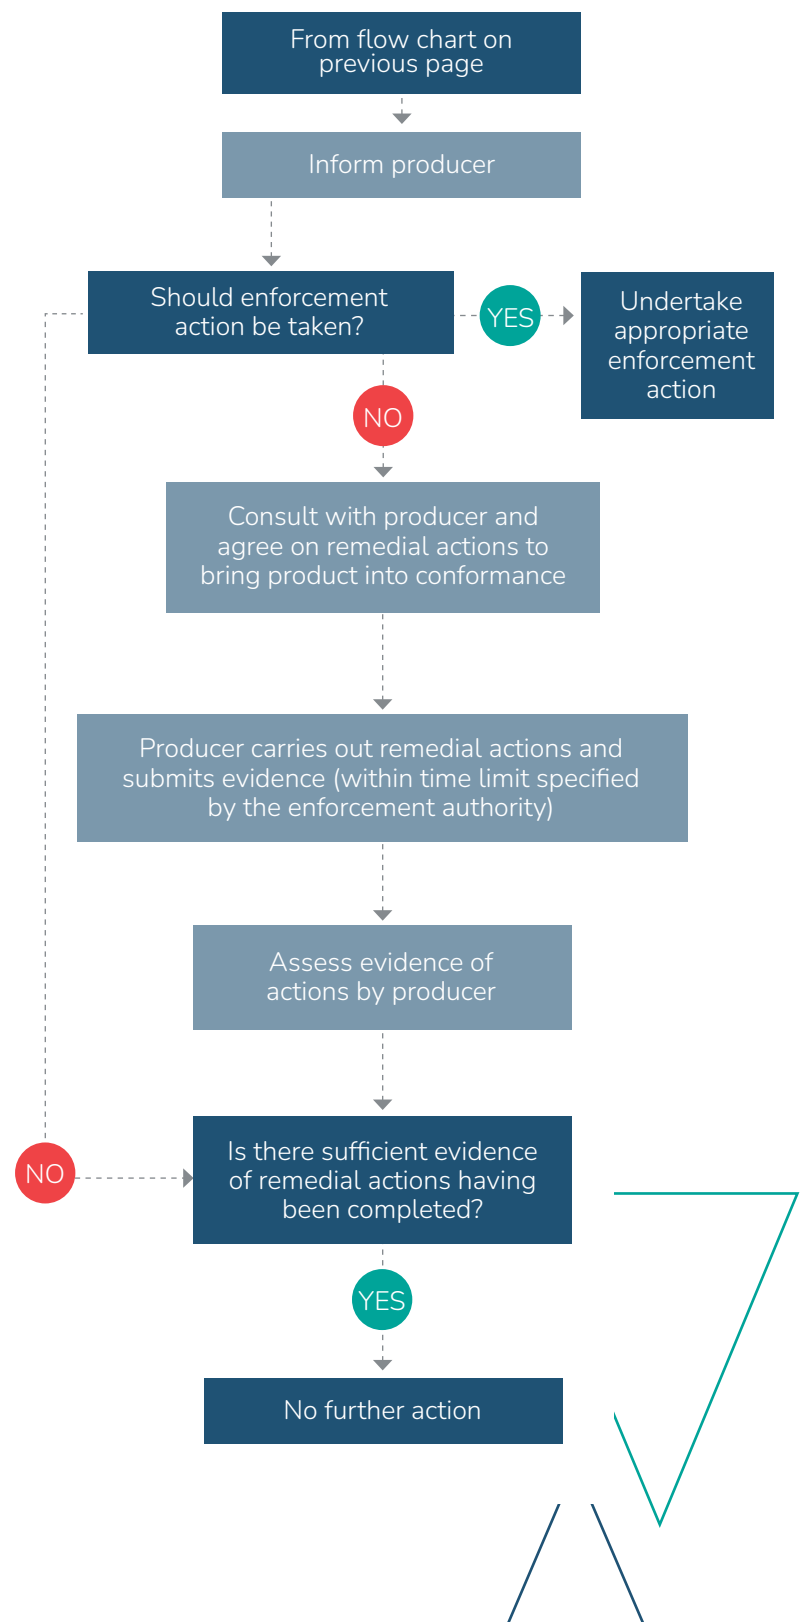 From flow chart on
previous page
Inform producer
Should enforcement
action be taken?
YES
Undertake
appropriate
enforcement
action
NO
Consult with producer and
agree on remedial actions to
bring product into conformance
Producer carries out remedial actions and
submits evidence (within time limit specified
by the enforcement authority)
Assess evidence of
actions by producer
Is there sufficient evidence
of remedial actions having
been completed?
NO
YES
No further action